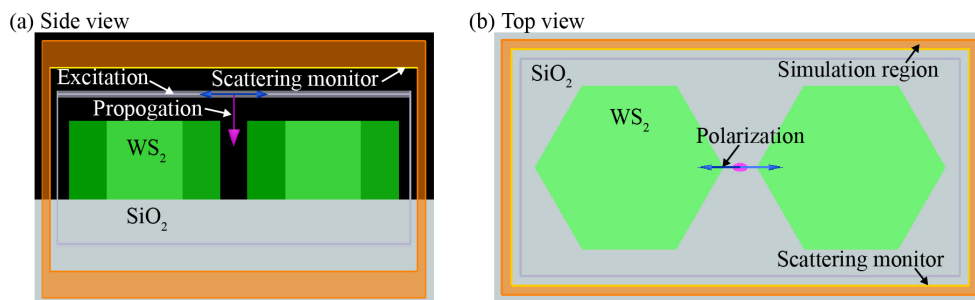 (a) Side view
Excitation
Scattering monitor
Propogation
WS₂
SiO₂
(b) Top view
SiO₂
Simulation region
WS₂
Polarization
Scattering monitor